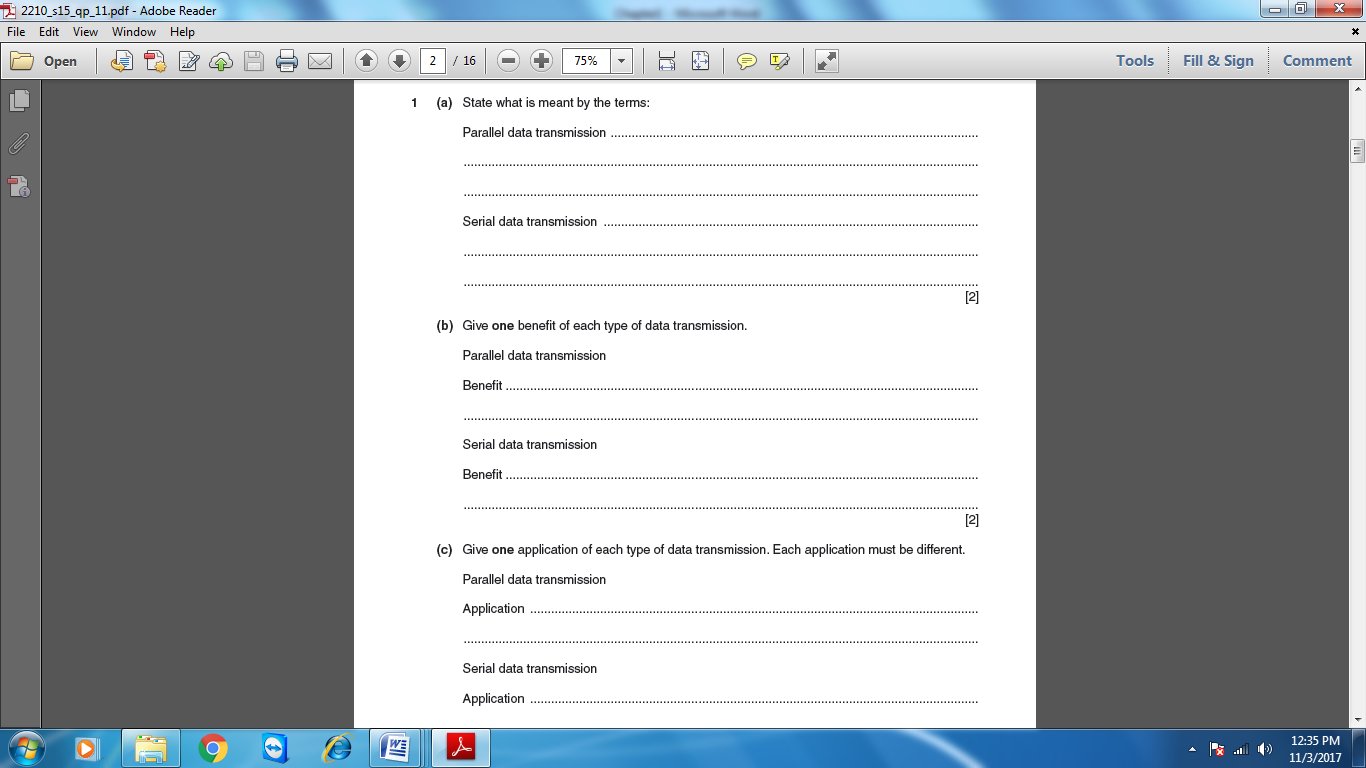 2210_s15_qp_11.pdf - Adobe Reader
File Edit View Window Help
Open 2 / 16 75% Tools Fill & Sign Comment
1 (a) State what is meant by the terms:
Parallel data transmission ..........................................................................................................
....................................................................................................................................................
....................................................................................................................................................
Serial data transmission ............................................................................................................
....................................................................................................................................................
....................................................................................................................................................
[2]
(b) Give one benefit of each type of data transmission.
Parallel data transmission
Benefit ........................................................................................................................................
....................................................................................................................................................
Serial data transmission
Benefit ........................................................................................................................................
....................................................................................................................................................
[2]
(c) Give one application of each type of data transmission. Each application must be different.
Parallel data transmission
Application .................................................................................................................................
....................................................................................................................................................
Serial data transmission
Application .................................................................................................................................
12:35 PM
11/3/2017